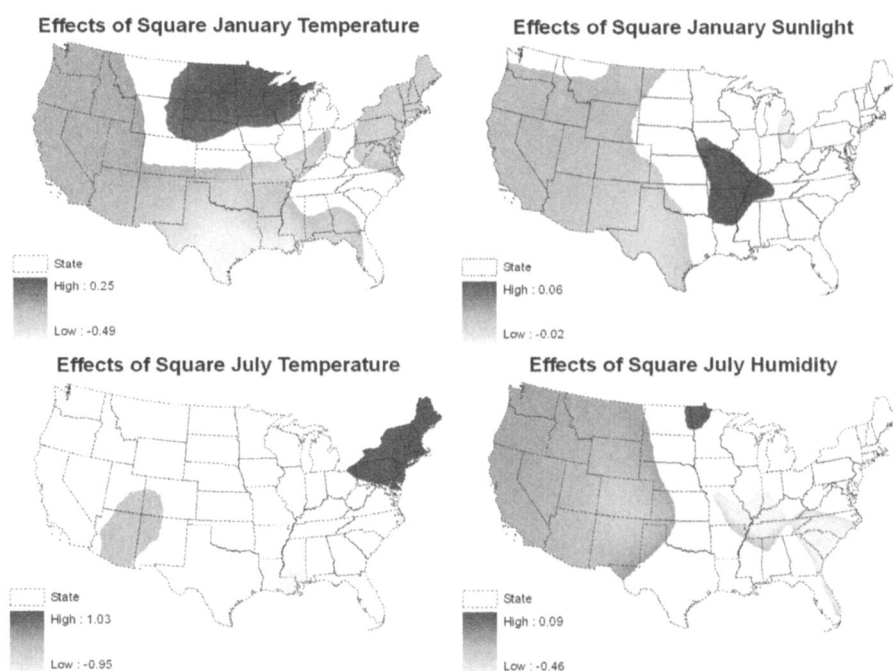 Effects of Square January Temperature
State
High : 0.25
Low : -0.49
Effects of Square January Sunlight
State
High : 0.06
Low : -0.02
Effects of Square July Temperature
State
High : 1.03
Low : -0.95
Effects of Square July Humidity
State
High : 0.09
Low : -0.46